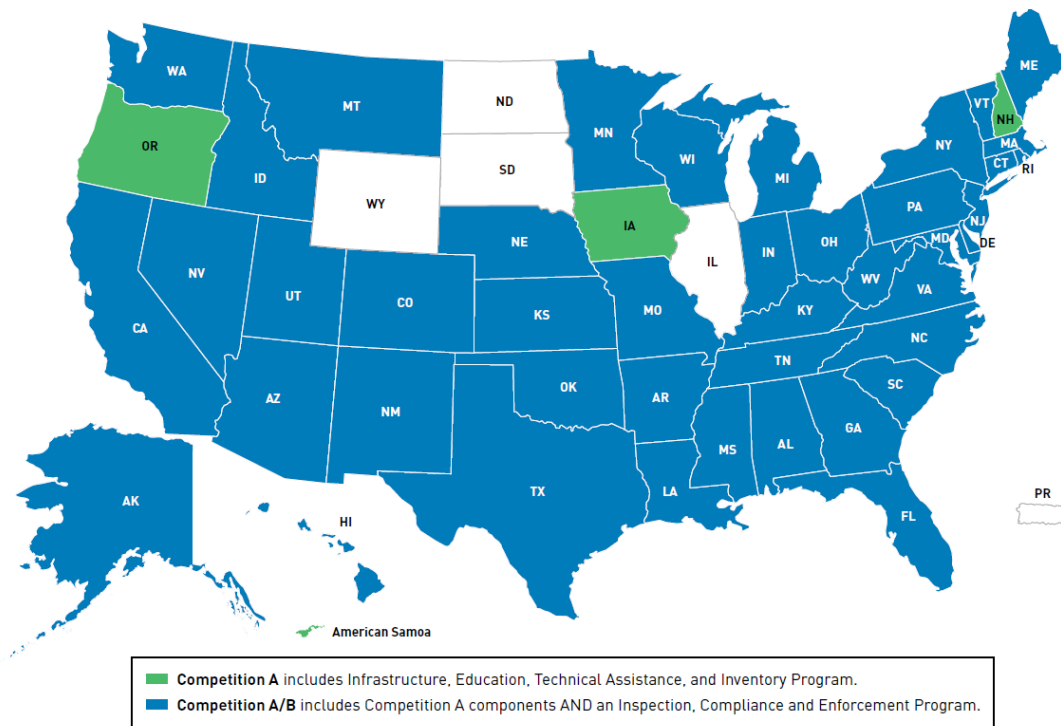 WA
MT
ND
MN
ME
VT
NH
OR
ID
SD
WI
MI
NY
MA
CT
RI
WY
IA
PA
NJ
NE
IL
IN
OH
MD
DE
NV
UT
CO
KS
MO
WV
VA
KY
CA
NC
TN
AZ
NM
OK
AR
SC
MS
AL
GA
AK
HI
TX
LA
FL
PR
American Samoa
Competition A includes Infrastructure, Education, Technical Assistance, and Inventory Program.
Competition A/B includes Competition A components AND an Inspection, Compliance and Enforcement Program.